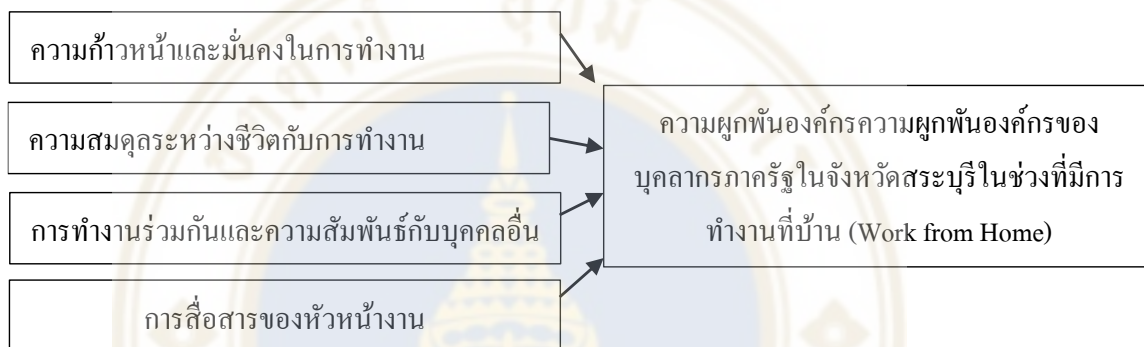 ความก้าวหน้าและมั่นคงในการทำงาน
ความสมดุลระหว่างชีวิตกับการทำงาน
การทำงานร่วมกันและความสัมพันธ์กับบุคคลอื่น
การสื่อสารของหัวหน้างาน
ความผูกพันองค์กรความผูกพันองค์กรของ
บุคลากรภาครัฐในจังหวัดสระบุรีในช่วงที่มีการ
ทำงานที่บ้าน (Work from Home)